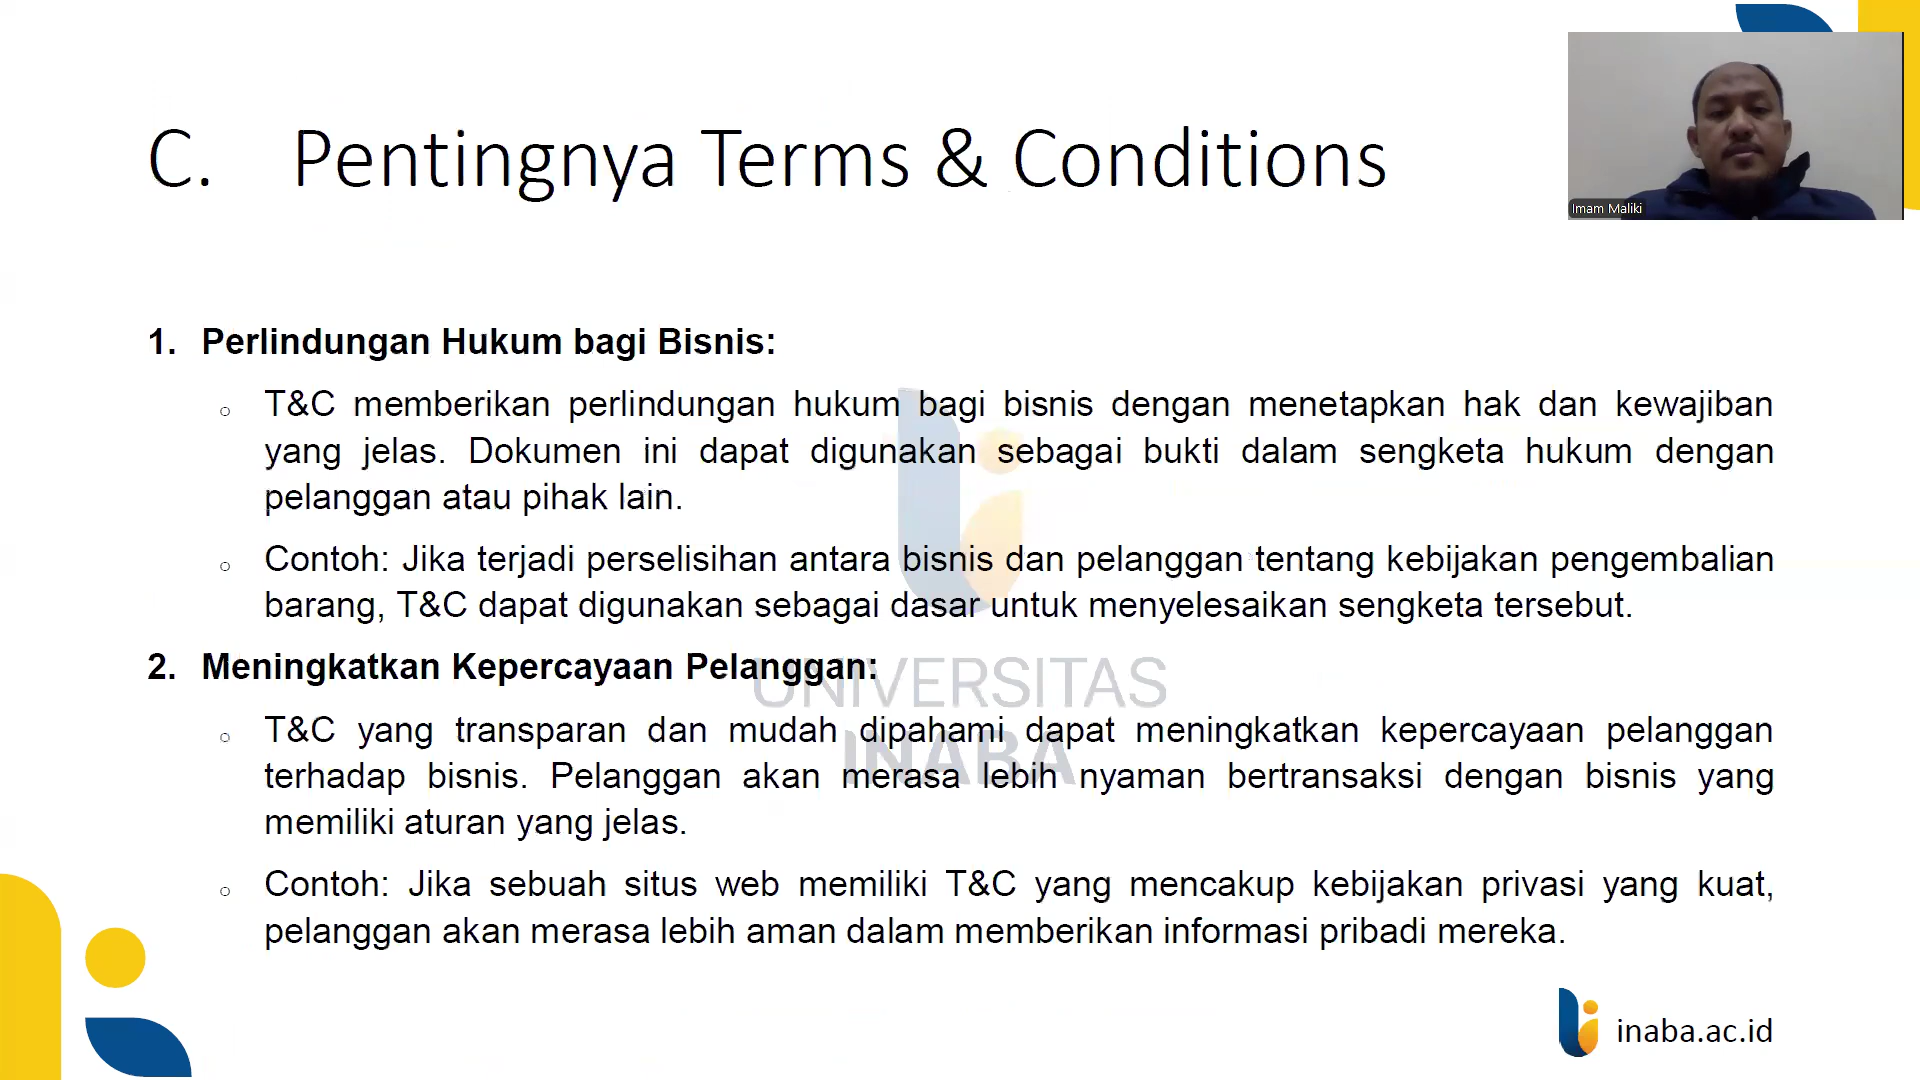 C. Pentingnya Terms & Conditions
Imam Maliki
1. Perlindungan Hukum bagi Bisnis:
○ T&C memberikan perlindungan hukum bagi bisnis dengan menetapkan hak dan kewajiban
yang jelas. Dokumen ini dapat digunakan sebagai bukti dalam sengketa hukum dengan
pelanggan atau pihak lain.
○ Contoh: Jika terjadi perselisihan antara bisnis dan pelanggan tentang kebijakan pengembalian
barang, T&C dapat digunakan sebagai dasar untuk menyelesaikan sengketa tersebut.
2. Meningkatkan Kepercayaan Pelanggan:
○ T&C yang transparan dan mudah dipahami dapat meningkatkan kepercayaan pelanggan
terhadap bisnis. Pelanggan akan merasa lebih nyaman bertransaksi dengan bisnis yang
memiliki aturan yang jelas.
○ Contoh: Jika sebuah situs web memiliki T&C yang mencakup kebijakan privasi yang kuat,
pelanggan akan merasa lebih aman dalam memberikan informasi pribadi mereka.
UNIVERSITAS
INABA
inaba.ac.id